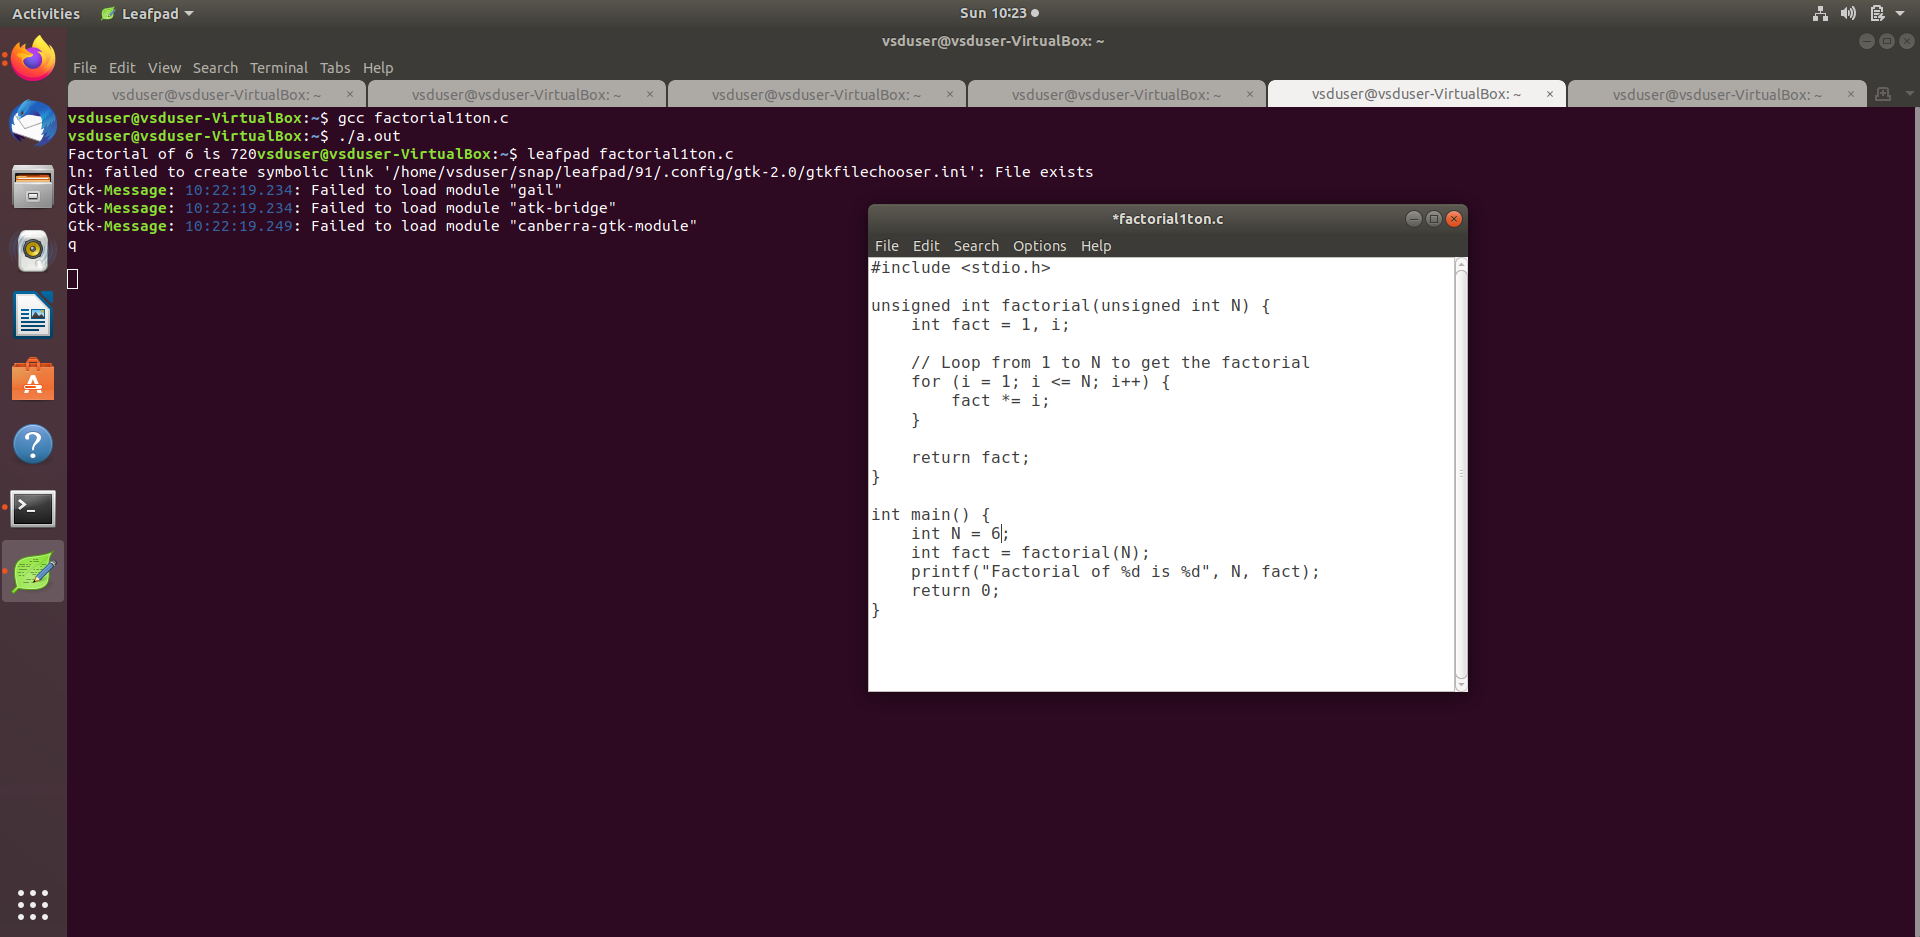 Activities Leafpad Sun 10:23
vsduser@vsduser-VirtualBox: ~
File Edit View Search Terminal Tabs Help
vsduser@vsduser-VirtualBox: ~ × vsduser@vsduser-VirtualBox: ~ × vsduser@vsduser-VirtualBox: ~ × vsduser@vsduser-VirtualBox: ~ × vsduser@vsduser-VirtualBox: ~ × vsduser@vsduser-VirtualBox: ~ ×
vsduser@vsduser-VirtualBox:~$ gcc factorial1ton.c
vsduser@vsduser-VirtualBox:~$ ./a.out
Factorial of 6 is 720vsduser@vsduser-VirtualBox:~$ leafpad factorial1ton.c
ln: failed to create symbolic link '/home/vsduser/snap/leafpad/91/.config/gtk-2.0/gtkfilechooser.ini': File exists
Gtk-Message: 10:22:19.234: Failed to load module "gail"
Gtk-Message: 10:22:19.234: Failed to load module "atk-bridge"
Gtk-Message: 10:22:19.249: Failed to load module "canberra-gtk-module"
q
*factorial1ton.c
File Edit Search Options Help
#include <stdio.h>
unsigned int factorial(unsigned int N) {
    int fact = 1, i;
    // Loop from 1 to N to get the factorial
    for (i = 1; i <= N; i++) {
        fact *= i;
    }
    return fact;
}
int main() {
    int N = 6;
    int fact = factorial(N);
    printf("Factorial of %d is %d", N, fact);
    return 0;
}